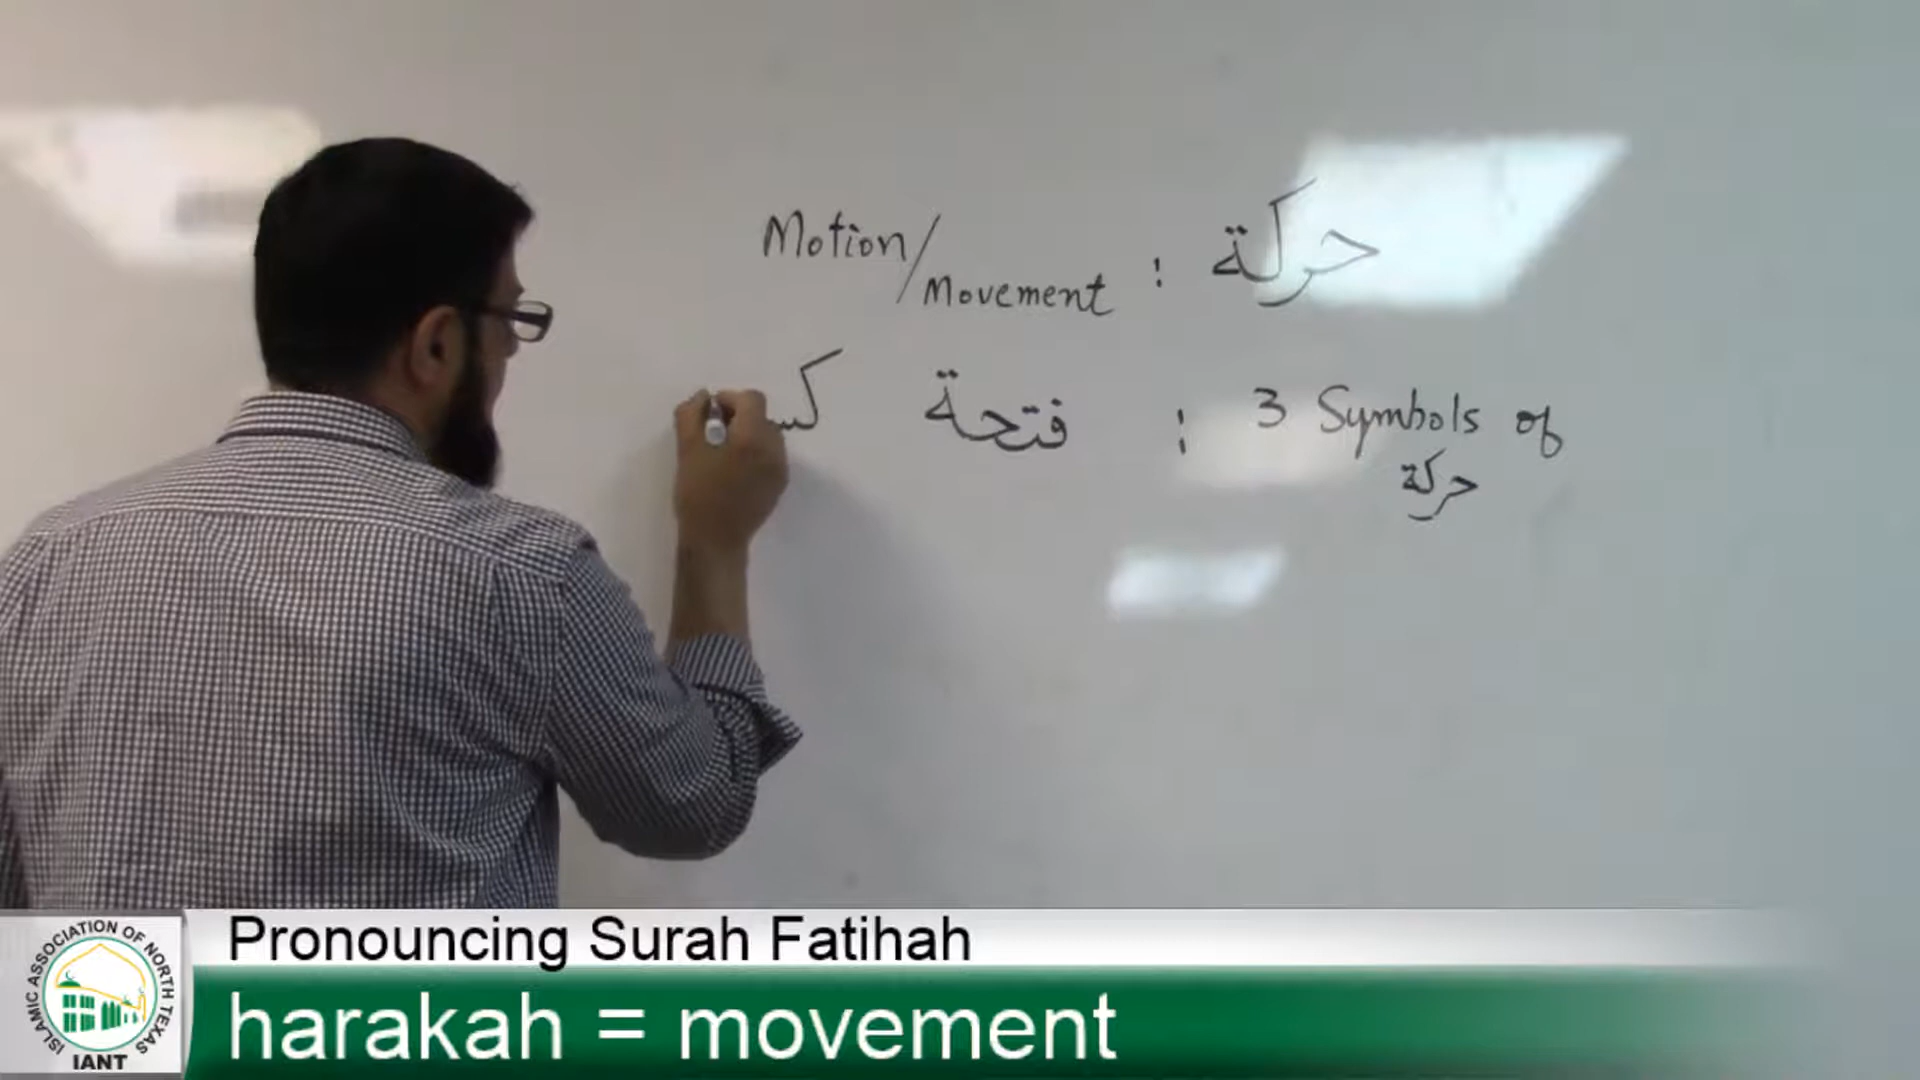 حركة : Motion/Movement
3 Symbols of حركة : فتحة كسـ
ISLAMIC ASSOCIATION OF NORTH TEXAS
IANT
Pronouncing Surah Fatihah
harakah = movement